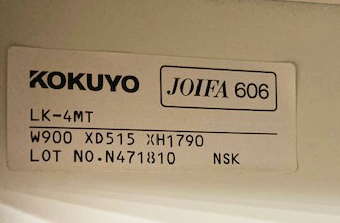 KOKUYO JOIFA 606
LK-4MT
W900 XD515 XH1790
LOT NO.N471810 NSK